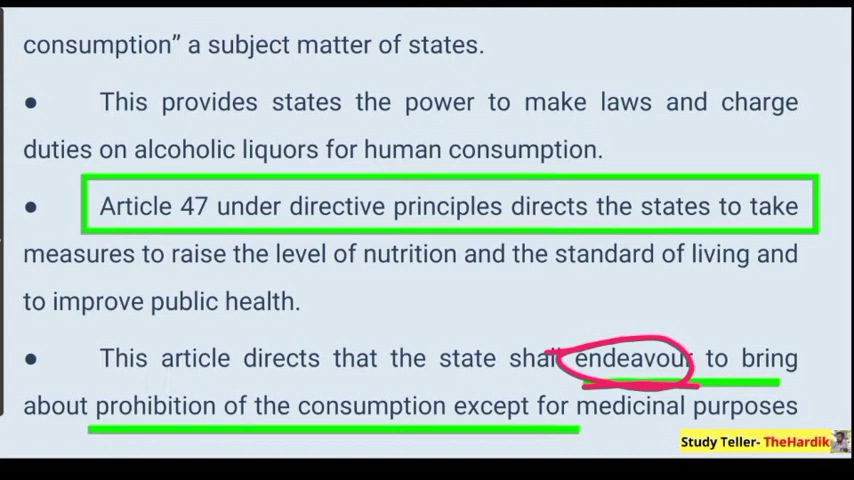 consumption” a subject matter of states.
● This provides states the power to make laws and charge
duties on alcoholic liquors for human consumption.
● Article 47 under directive principles directs the states to take
measures to raise the level of nutrition and the standard of living and
to improve public health.
● This article directs that the state shall endeavour to bring
about prohibition of the consumption except for medicinal purposes
Study Teller- TheHardik